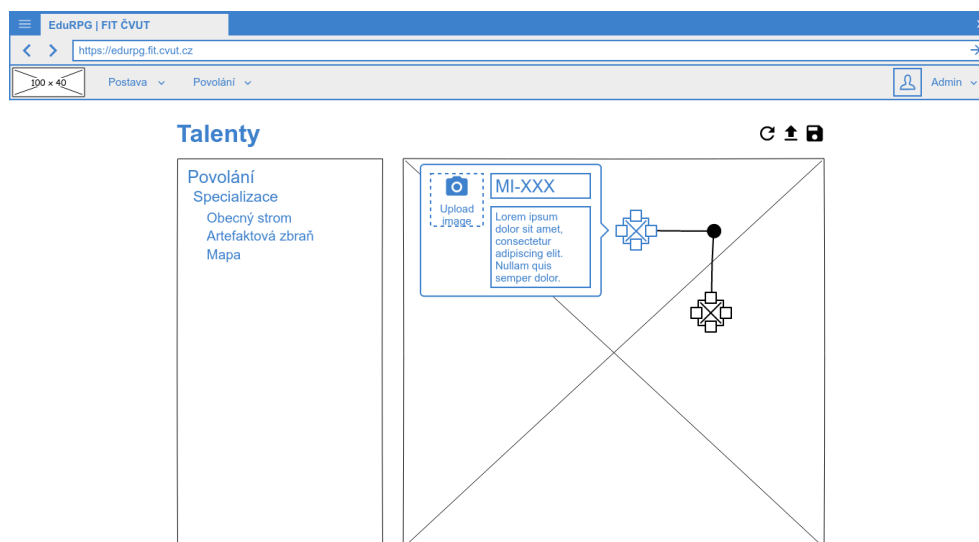 EduRPG | FIT ČVUT
https://edurpg.fit.cvut.cz
100 x 40
Postava
Povolání
Admin
Talenty
Povolání
Specializace
Obecný strom
Artefaktová zbraň
Mapa
Upload
image
MI-XXX
Lorem ipsum
dolor sit amet,
consectetur
adipiscing elit.
Nullam quis
semper dolor.